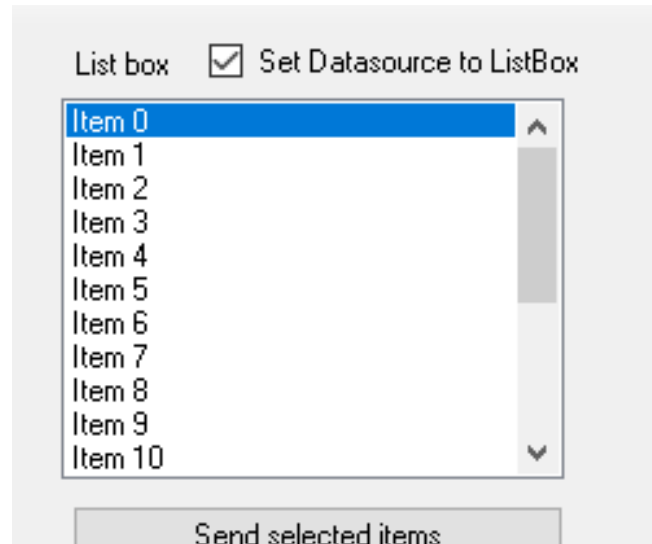 List box Set Datasource to ListBox
Item 0
Item 1
Item 2
Item 3
Item 4
Item 5
Item 6
Item 7
Item 8
Item 9
Item 10
Send selected items